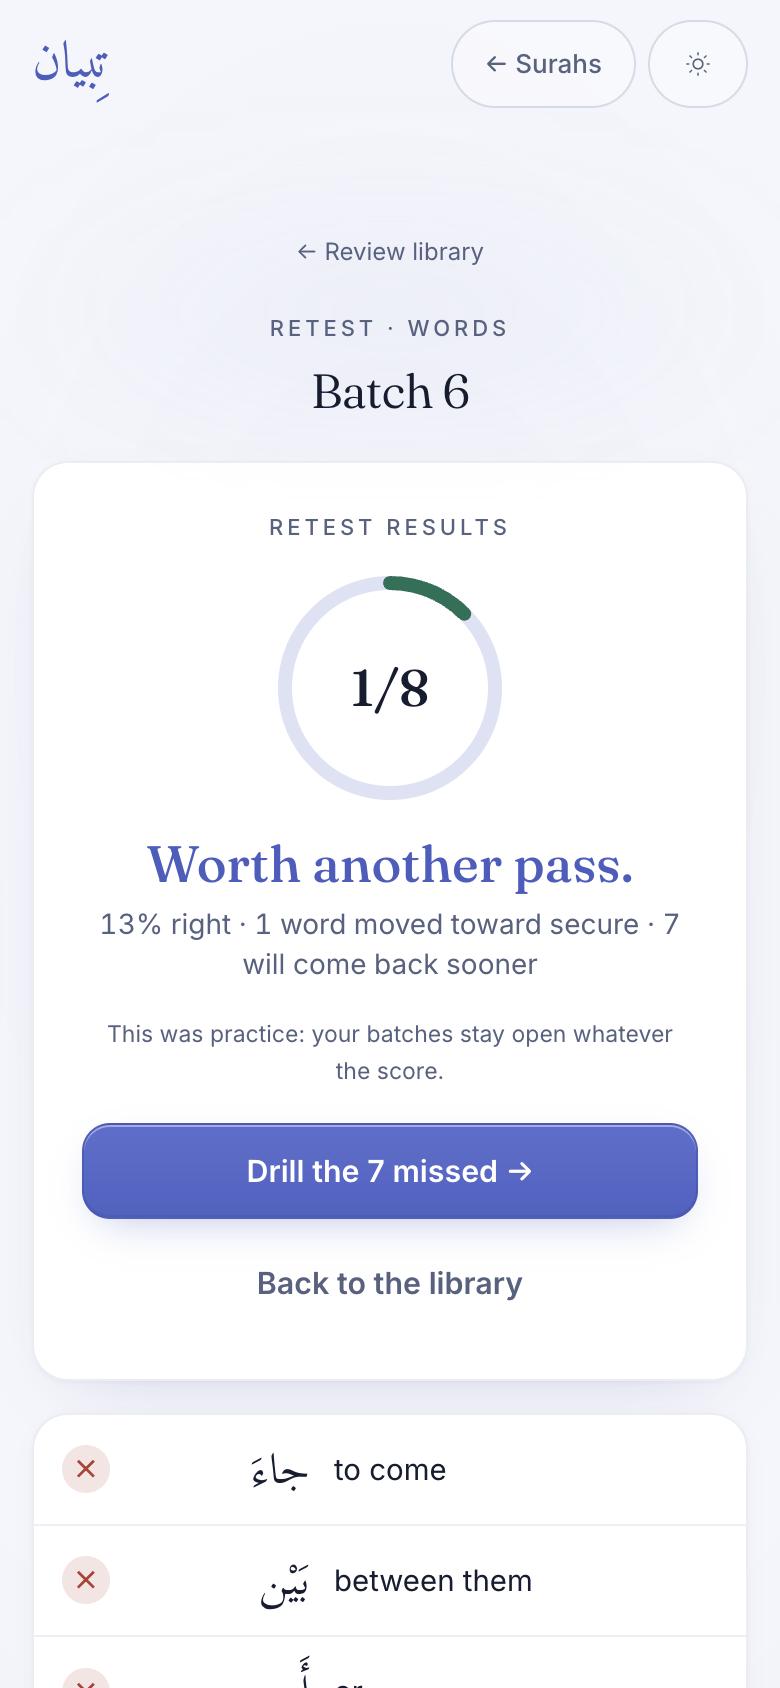 تِبيان
← Surahs
← Review library
RETEST · WORDS
Batch 6
RETEST RESULTS
1/8
Worth another pass.
13% right · 1 word moved toward secure · 7
will come back sooner
This was practice: your batches stay open whatever
the score.
Drill the 7 missed →
Back to the library
جاءَ to come
بَيْن between them